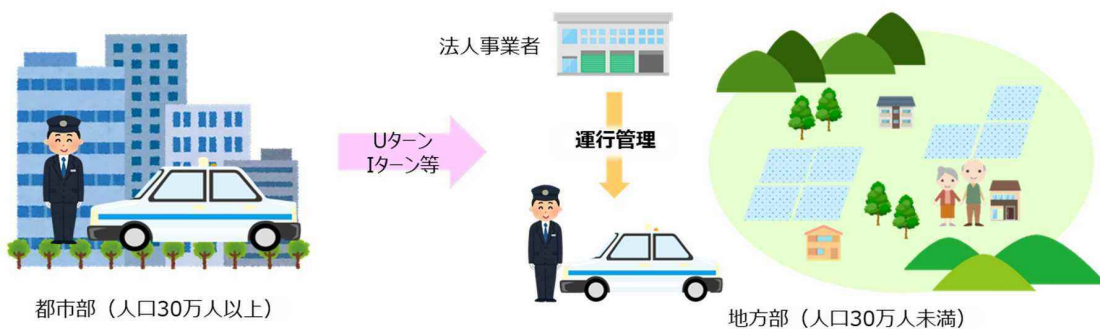 法人事業者
Uターン
Iターン等
運行管理
都市部（人口30万人以上）
地方部（人口30万人未満）